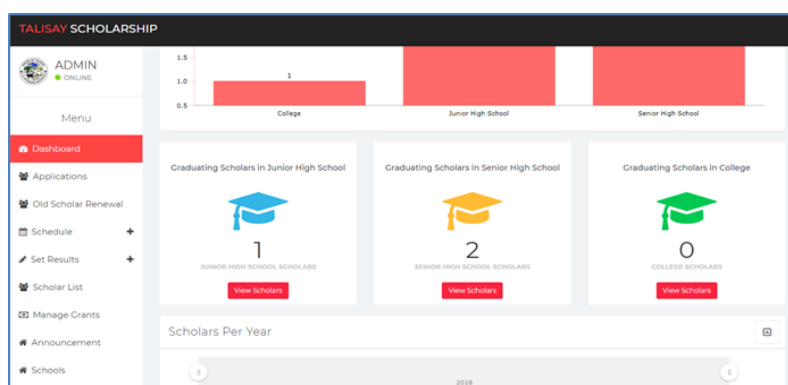 TALISAY SCHOLARSHIP
ADMIN
ONLINE
Menu
Dashboard
Applications
Old Scholar Renewal
Schedule +
Set Results +
Scholar List
Manage Grants
Announcement
Schools
1.5
1.0
0.5
1
College
Junior High School
Senior High School
Graduating Scholars in Junior High School
1
JUNIOR HIGH SCHOOL SCHOLARS
View Scholars
Graduating Scholars in Senior High School
2
SENIOR HIGH SCHOOL SCHOLARS
View Scholars
Graduating Scholars in College
0
COLLEGE SCHOLARS
View Scholars
Scholars Per Year
2018